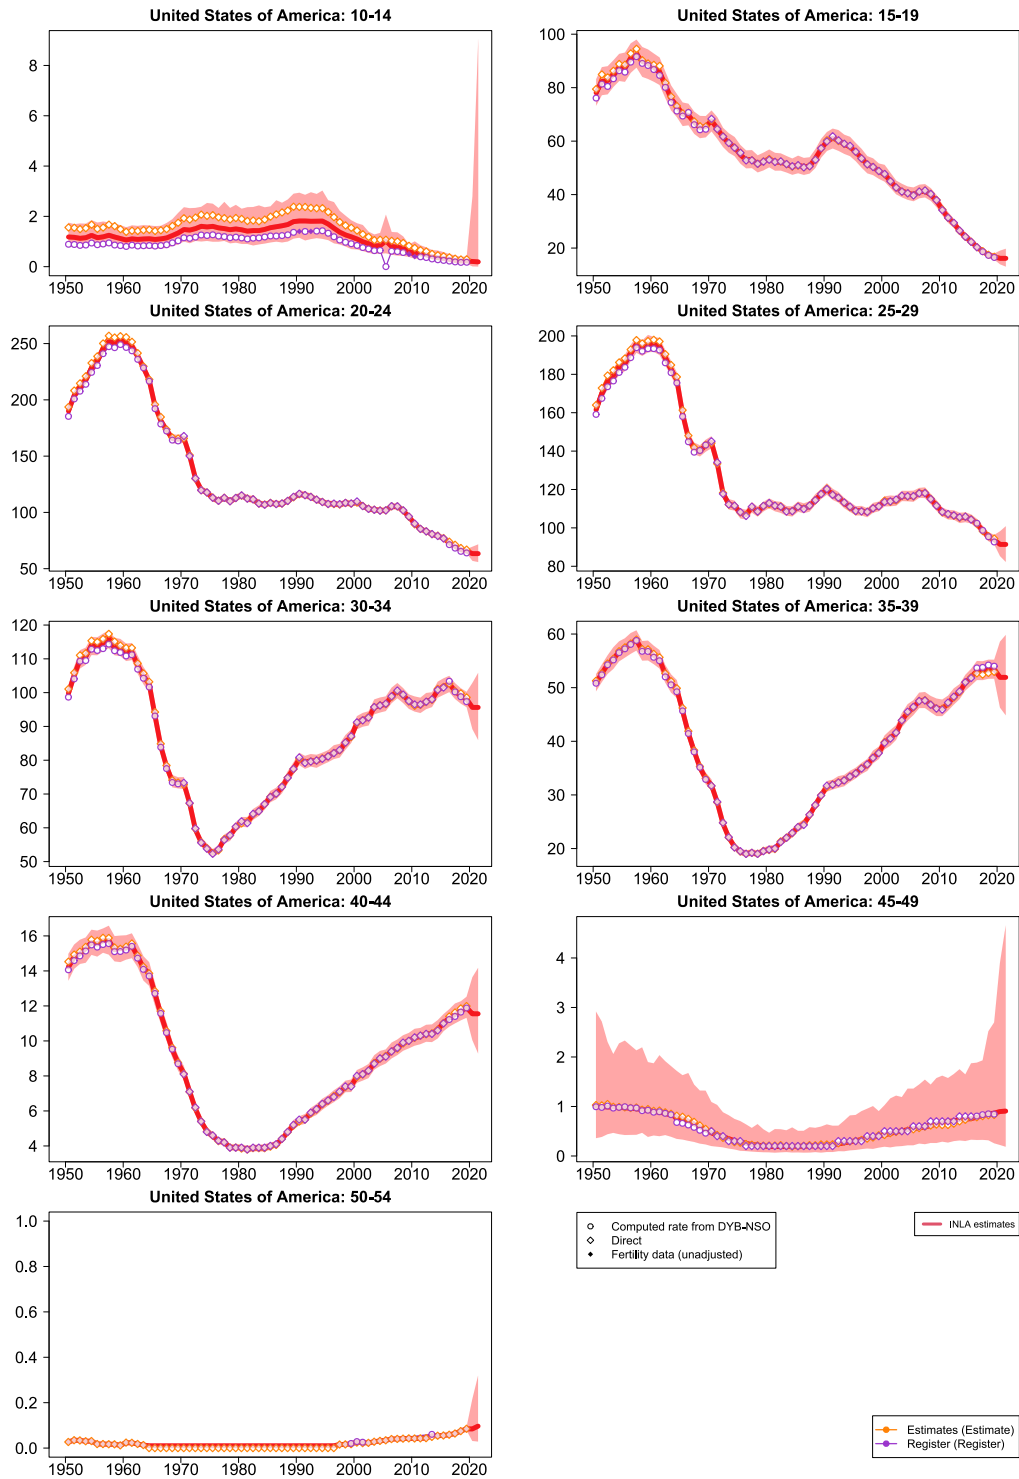 United States of America: 10-14
8
6
4
2
0
1950 1960 1970 1980 1990 2000 2010 2020
United States of America: 15-19
100
80
60
40
20
1950 1960 1970 1980 1990 2000 2010 2020
United States of America: 20-24
250
200
150
100
50
1950 1960 1970 1980 1990 2000 2010 2020
United States of America: 25-29
200
180
160
140
120
100
80
1950 1960 1970 1980 1990 2000 2010 2020
United States of America: 30-34
120
110
100
90
80
70
60
50
1950 1960 1970 1980 1990 2000 2010 2020
United States of America: 35-39
60
50
40
30
20
1950 1960 1970 1980 1990 2000 2010 2020
United States of America: 40-44
16
14
12
10
8
6
4
1950 1960 1970 1980 1990 2000 2010 2020
United States of America: 45-49
4
3
2
1
0
1950 1960 1970 1980 1990 2000 2010 2020
United States of America: 50-54
1.0
0.8
0.6
0.4
0.2
0.0
1950 1960 1970 1980 1990 2000 2010 2020
Computed rate from DYB-NSO
Direct
Fertility data (unadjusted)
INLA estimates
Estimates (Estimate)
Register (Register)